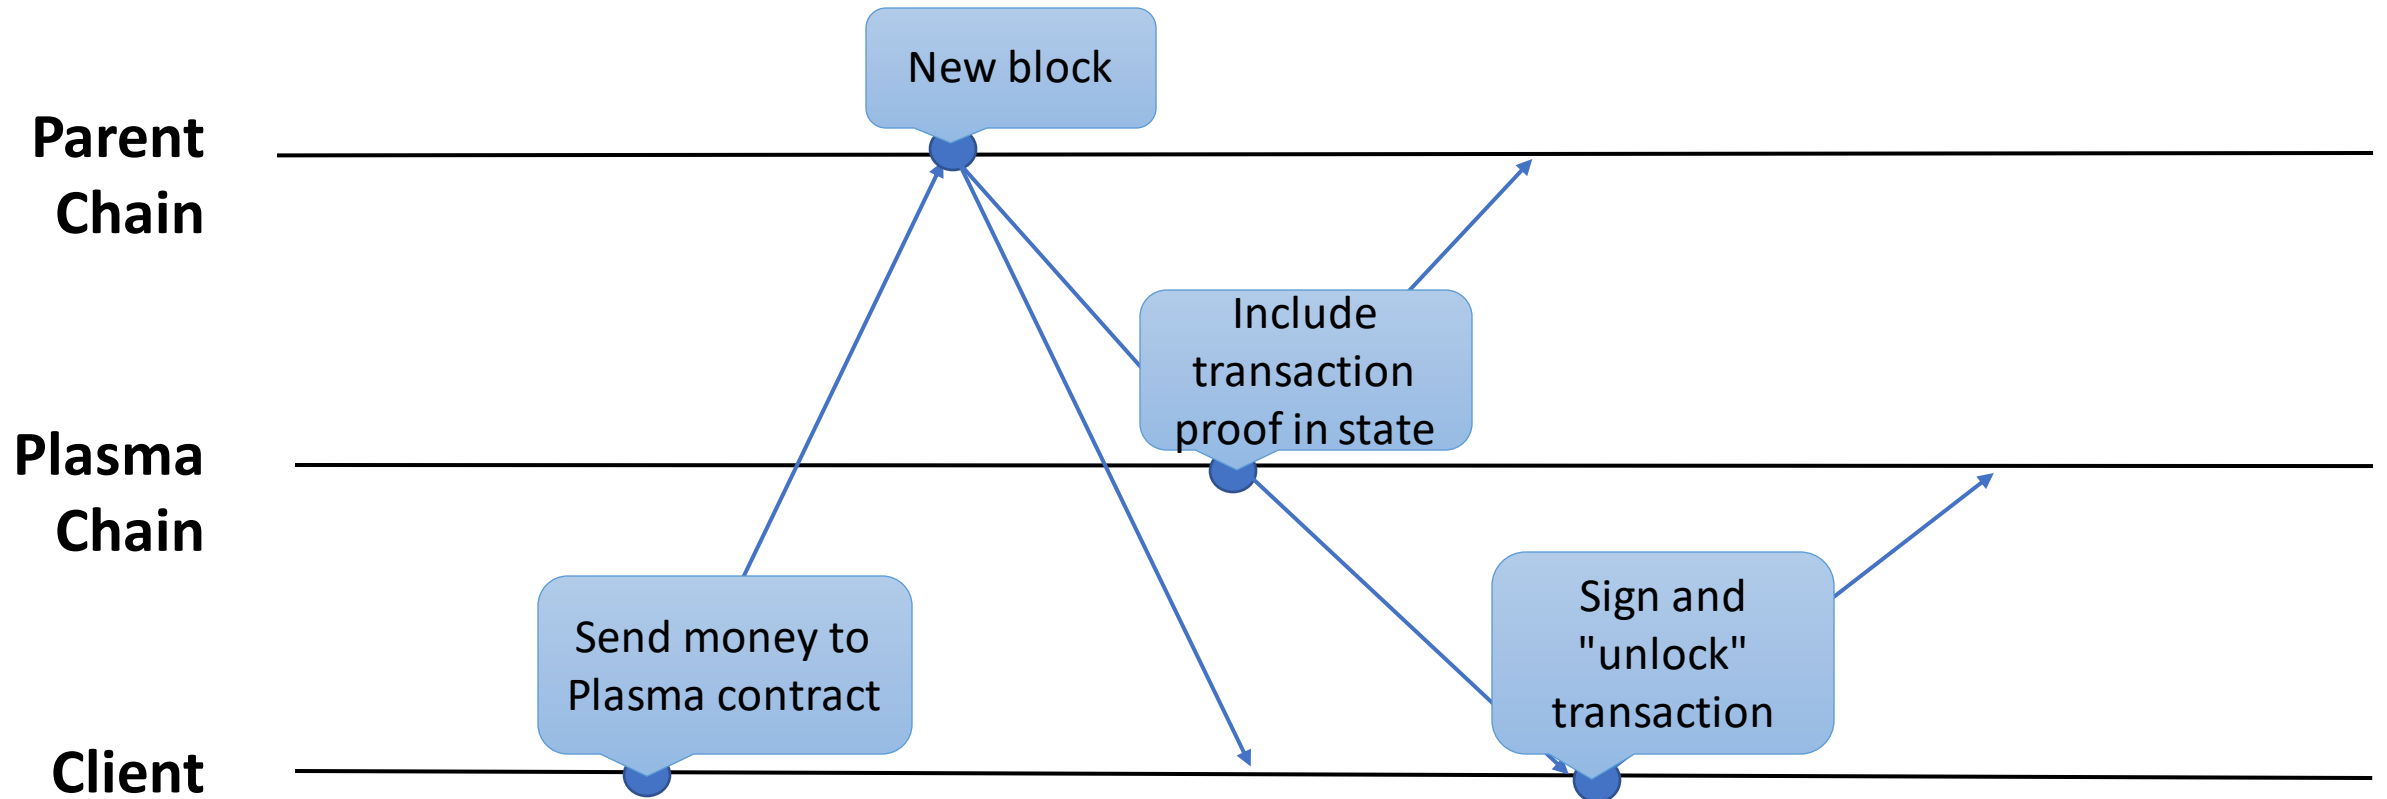 New block
Parent
Chain
Include
transaction
proof in state
Plasma
Chain
Send money to
Plasma contract
Sign and
"unlock"
transaction
Client